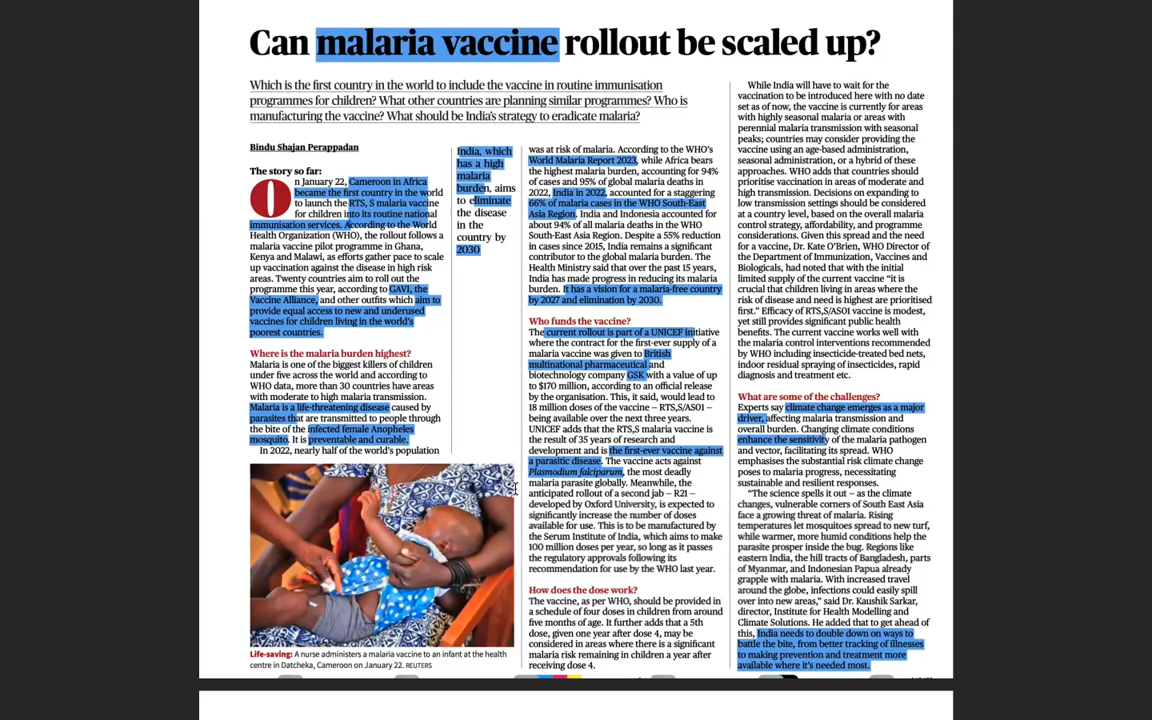 Can malaria vaccine rollout be scaled up?
Which is the first country in the world to include the vaccine in routine immunisation
programmes for children? What other countries are planning similar programmes? Who is
manufacturing the vaccine? What should be India's strategy to eradicate malaria?
Bindu Shajan Perappadan
The story so far:
On January 22, Cameroon in Africa
became the first country in the world
to launch the RTS, S malaria vaccine
for children into its routine national
immunisation services. According to the World
Health Organization (WHO), the rollout follows a
malaria vaccine pilot programme in Ghana,
Kenya and Malawi, as efforts gather pace to scale
up vaccination against the disease in high risk
areas. Twenty countries aim to roll out the
programme this year, according to GAVI, the
Vaccine Alliance, and other outfits which aim to
provide equal access to new and underused
vaccines for children living in the world's
poorest countries.
Where is the malaria burden highest?
Malaria is one of the biggest killers of children
under five across the world and according to
WHO data, more than 30 countries have areas
with moderate to high malaria transmission.
Malaria is a life-threatening disease caused by
parasites that are transmitted to people through
the bite of the infected female Anopheles
mosquito. It is preventable and curable.
In 2022, nearly half of the world's population
India, which
has a high
malaria
burden, aims
to eliminate
the disease
in the
country by
2030
Life-saving: A nurse administers a malaria vaccine to an infant at the health
centre in Datcheka, Cameroon on January 22. REUTERS
was at risk of malaria. According to the WHO's
World Malaria Report 2023, while Africa bears
the highest malaria burden, accounting for 94%
of cases and 95% of global malaria deaths in
2022, India in 2022, accounted for a staggering
66% of malaria cases in the WHO South-East
Asia Region. India and Indonesia accounted for
about 94% of all malaria deaths in the WHO
South-East Asia Region. Despite a 55% reduction
in cases since 2015, India remains a significant
contributor to the global malaria burden. The
Health Ministry said that over the past 15 years,
India has made progress in reducing its malaria
burden. It has a vision for a malaria-free country
by 2027 and elimination by 2030.
Who funds the vaccine?
The current rollout is part of a UNICEF initiative
where the contract for the first-ever supply of a
malaria vaccine was given to British
multinational pharmaceutical and
biotechnology company GSK with a value of up
to $170 million, according to an official release
by the organisation. This, it said, would lead to
18 million doses of the vaccine – RTS,S/AS01 –
being available over the next three years.
UNICEF adds that the RTS,S malaria vaccine is
the result of 35 years of research and
development and is the first-ever vaccine against
a parasitic disease. The vaccine acts against
Plasmodium falciparum, the most deadly
malaria parasite globally. Meanwhile, the
anticipated rollout of a second jab – R21 –
developed by Oxford University, is expected to
significantly increase the number of doses
available for use. This is to be manufactured by
the Serum Institute of India, which aims to make
100 million doses per year, so long as it passes
the regulatory approvals following its
recommendation for use by the WHO last year.
How does the dose work?
The vaccine, as per WHO, should be provided in
a schedule of four doses in children from around
five months of age. It further adds that a 5th
dose, given one year after dose 4, may be
considered in areas where there is a significant
malaria risk remaining in children a year after
receiving dose 4.
While India will have to wait for the
vaccination to be introduced here with no date
set as of now, the vaccine is currently for areas
with highly seasonal malaria or areas with
perennial malaria transmission with seasonal
peaks; countries may consider providing the
vaccine using an age-based administration,
seasonal administration, or a hybrid of these
approaches. WHO adds that countries should
prioritise vaccination in areas of moderate and
high transmission. Decisions on expanding to
low transmission settings should be considered
at a country level, based on the overall malaria
control strategy, affordability, and programme
considerations. Given this spread and the need
for a vaccine, Dr. Kate O'Brien, WHO Director of
the Department of Immunization, Vaccines and
Biologicals, had noted that with the initial
limited supply of the current vaccine "it is
crucial that children living in areas where the
risk of disease and need is highest are prioritised
first." Efficacy of RTS,S/AS01 vaccine is modest,
yet still provides significant public health
benefits. The current vaccine works well with
the malaria control interventions recommended
by WHO including insecticide-treated bed nets,
indoor residual spraying of insecticides, rapid
diagnosis and treatment etc.
What are some of the challenges?
Experts say climate change emerges as a major
driver, affecting malaria transmission and
overall burden. Changing climate conditions
enhance the sensitivity of the malaria pathogen
and vector, facilitating its spread. WHO
emphasises the substantial risk climate change
poses to malaria progress, necessitating
sustainable and resilient responses.
"The science spells it out – as the climate
changes, vulnerable corners of South East Asia
face a growing threat of malaria. Rising
temperatures let mosquitoes spread to new turf,
while warmer, more humid conditions help the
parasite prosper inside the bug. Regions like
eastern India, the hill tracts of Bangladesh, parts
of Myanmar, and Indonesian Papua already
grapple with malaria. With increased travel
around the globe, infections could easily spill
over into new areas," said Dr. Kaushik Sarkar,
director, Institute for Health Modelling and
Climate Solutions. He added that to get ahead of
this, India needs to double down on ways to
battle the bite, from better tracking of illnesses
to making prevention and treatment more
available where it's needed most.